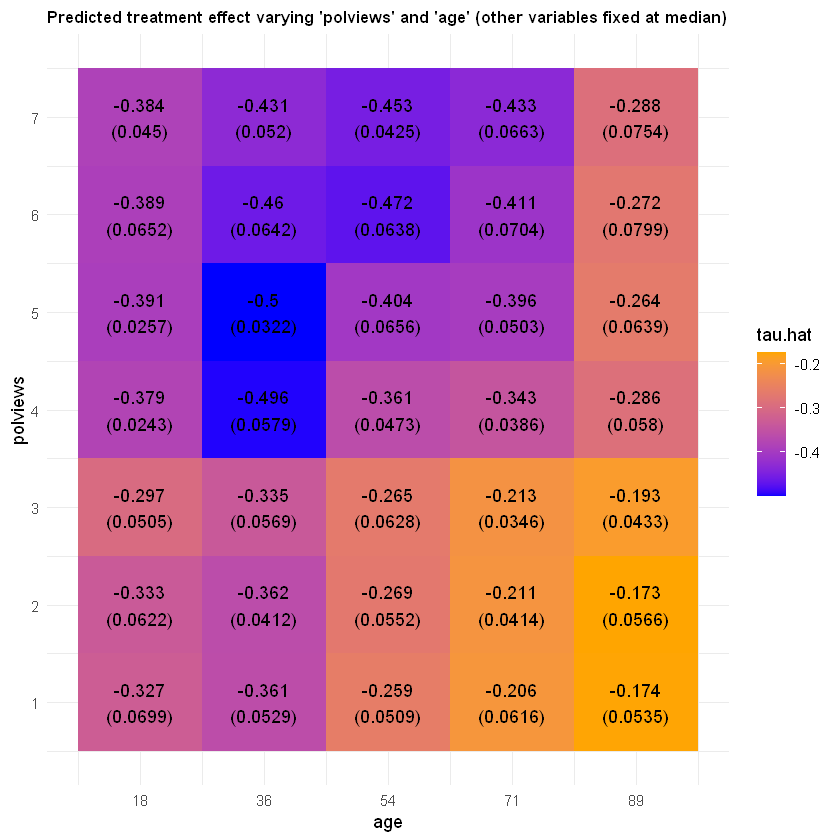 Predicted treatment effect varying 'polviews' and 'age' (other variables fixed at median)
7
-0.384 -0.431 -0.453 -0.433 -0.288
(0.045) (0.052) (0.0425) (0.0663) (0.0754)
6
-0.389 -0.46 -0.472 -0.411 -0.272
(0.0652) (0.0642) (0.0638) (0.0704) (0.0799)
5
-0.391 -0.5 -0.404 -0.396 -0.264
(0.0257) (0.0322) (0.0656) (0.0503) (0.0639)
4
-0.379 -0.496 -0.361 -0.343 -0.286
(0.0243) (0.0579) (0.0473) (0.0386) (0.058)
3
-0.297 -0.335 -0.265 -0.213 -0.193
(0.0505) (0.0569) (0.0628) (0.0346) (0.0433)
2
-0.333 -0.362 -0.269 -0.211 -0.173
(0.0622) (0.0412) (0.0552) (0.0414) (0.0566)
1
-0.327 -0.361 -0.259 -0.206 -0.174
(0.0699) (0.0529) (0.0509) (0.0616) (0.0535)
18 36 54 71 89
age
polviews
tau.hat
-0.2
-0.3
-0.4